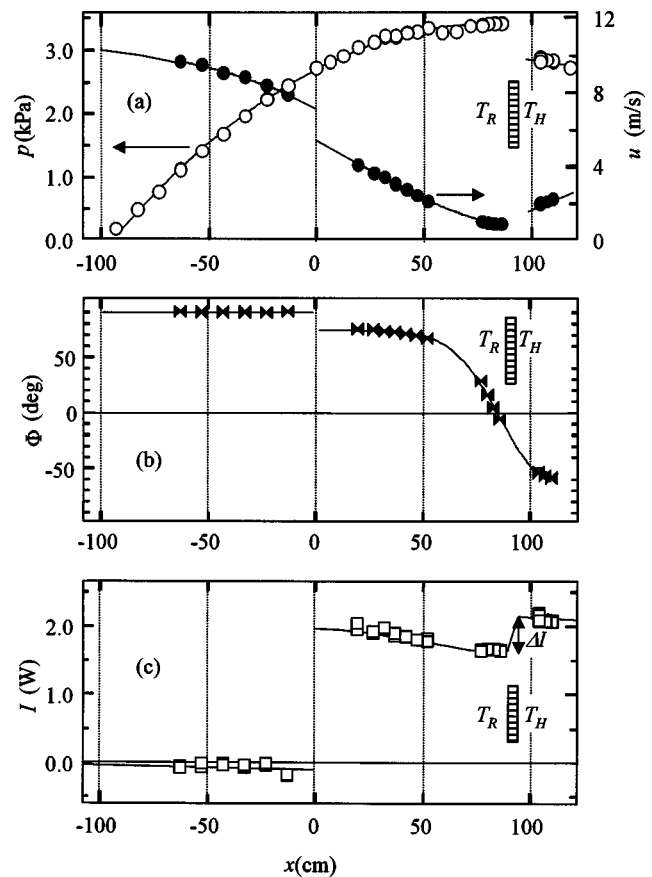 3.0
2.0
1.0
0.0
p(kPa)
(a)
T_R T_H
12
8
4
0
u (m/s)
-100 -50 0 50 100
50
0
-50
Φ (deg)
(b)
T_R T_H
-100 -50 0 50 100
2.0
1.0
0.0
I (W)
(c)
ΔI
T_R T_H
-100 -50 0 50 100
x(cm)